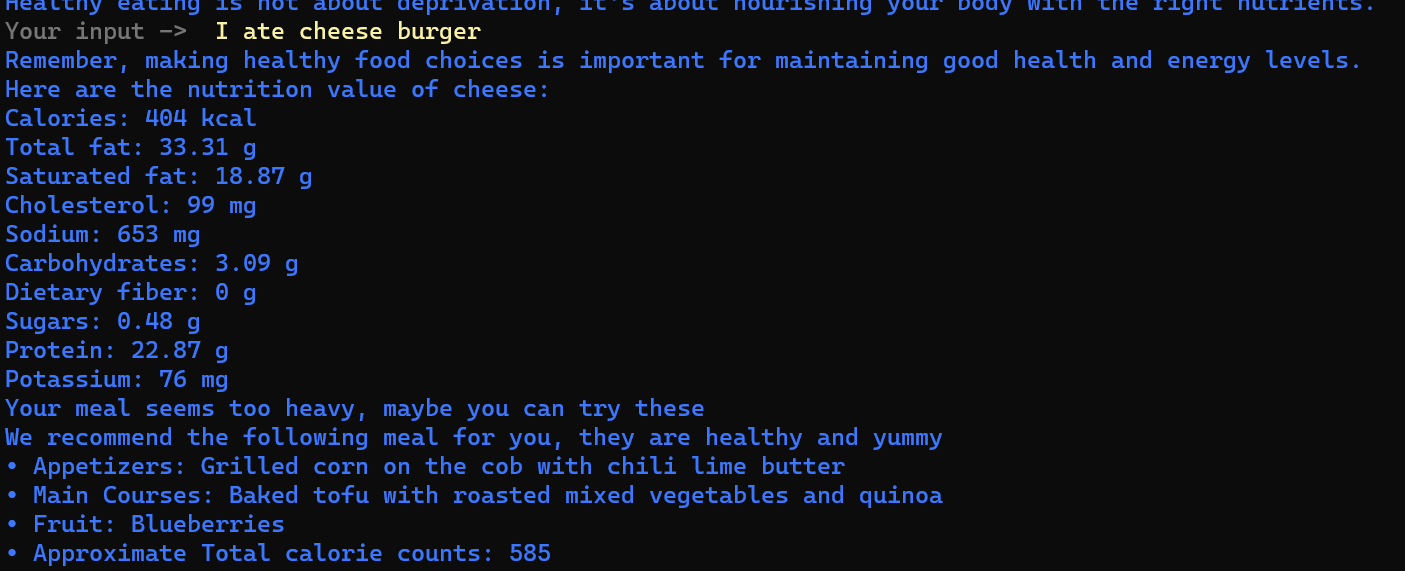 Healthy eating is not about deprivation, it's about nourishing your body with the right nutrients.
Your input -> I ate cheese burger
Remember, making healthy food choices is important for maintaining good health and energy levels.
Here are the nutrition value of cheese:
Calories: 404 kcal
Total fat: 33.31 g
Saturated fat: 18.87 g
Cholesterol: 99 mg
Sodium: 653 mg
Carbohydrates: 3.09 g
Dietary fiber: 0 g
Sugars: 0.48 g
Protein: 22.87 g
Potassium: 76 mg
Your meal seems too heavy, maybe you can try these
We recommend the following meal for you, they are healthy and yummy
• Appetizers: Grilled corn on the cob with chili lime butter
• Main Courses: Baked tofu with roasted mixed vegetables and quinoa
• Fruit: Blueberries
• Approximate Total calorie counts: 585